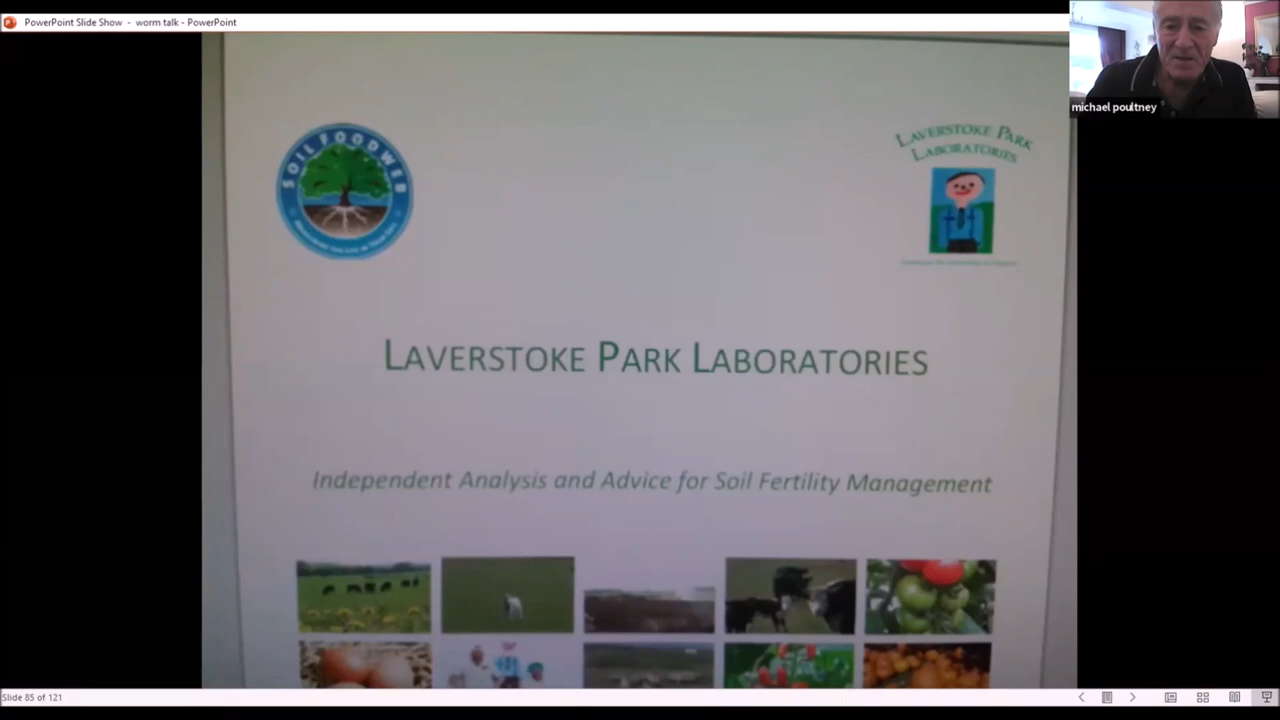 PowerPoint Slide Show - worm talk - PowerPoint
michael poultney
SOIL FOODWEB
LAVERSTOKE PARK
LABORATORIES
LAVERSTOKE PARK LABORATORIES
Independent Analysis and Advice for Soil Fertility Management
Slide 85 of 121